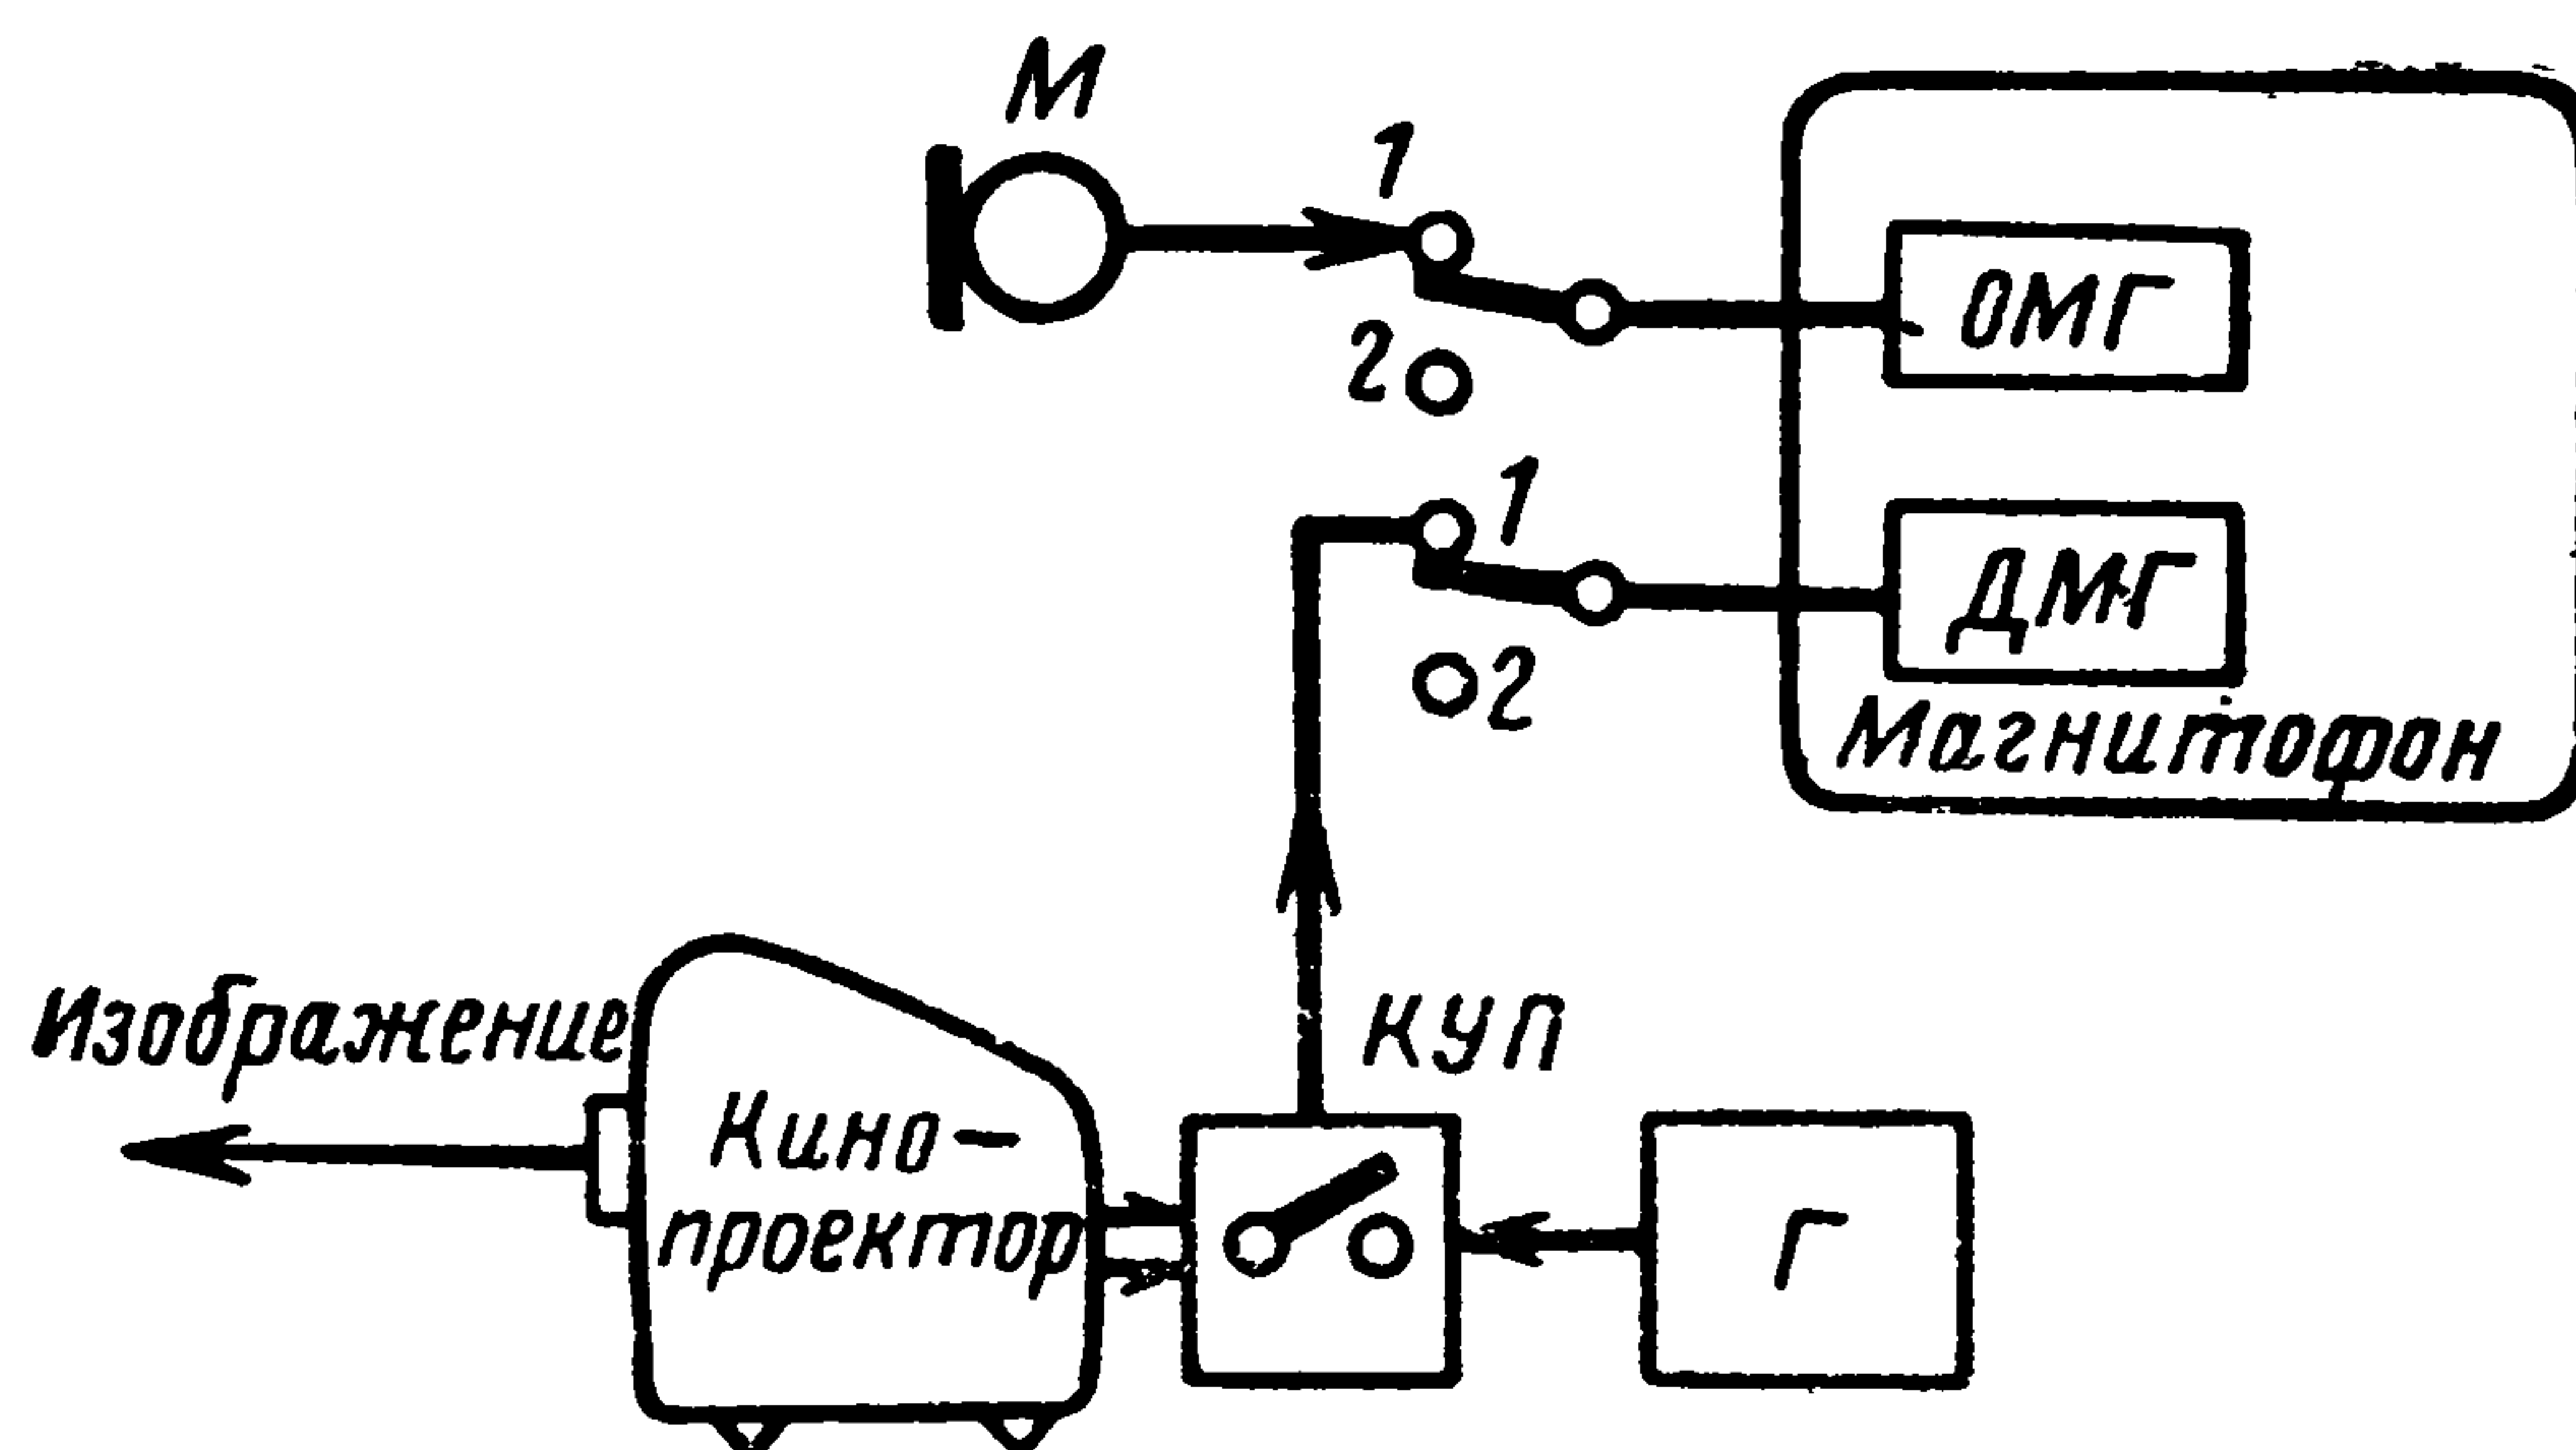 М
1
2
ОМГ
1
2
ДМГ
Магнитофон
Изображение
КУП
Кино-
проектор
Г